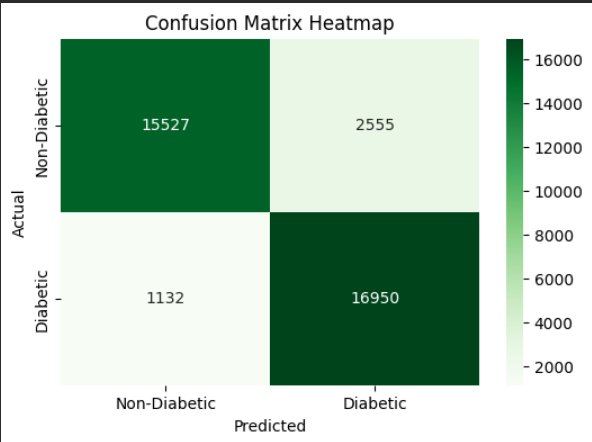 Confusion Matrix Heatmap
Actual
Non-Diabetic
15527
2555
Diabetic
1132
16950
Non-Diabetic
Diabetic
Predicted
16000
14000
12000
10000
8000
6000
4000
2000